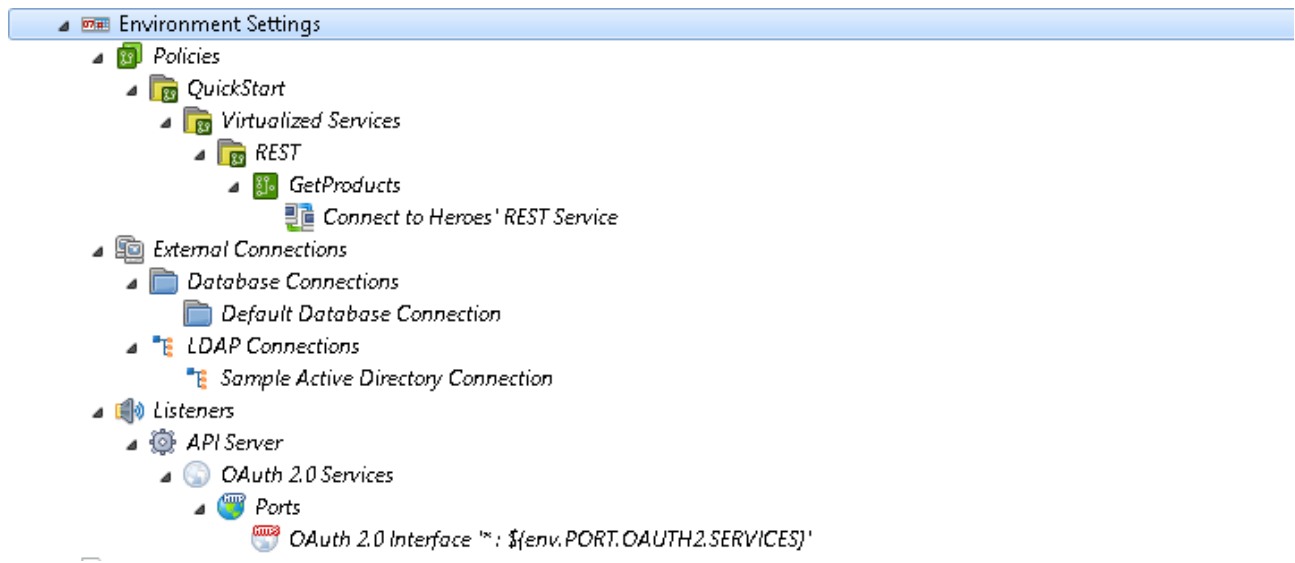 Environment Settings
Policies
QuickStart
Virtualized Services
REST
GetProducts
Connect to Heroes' REST Service
External Connections
Database Connections
Default Database Connection
LDAP Connections
Sample Active Directory Connection
Listeners
API Server
OAuth 2.0 Services
Ports
OAuth 2.0 Interface '* : ${env.PORT.OAUTH2.SERVICES}'